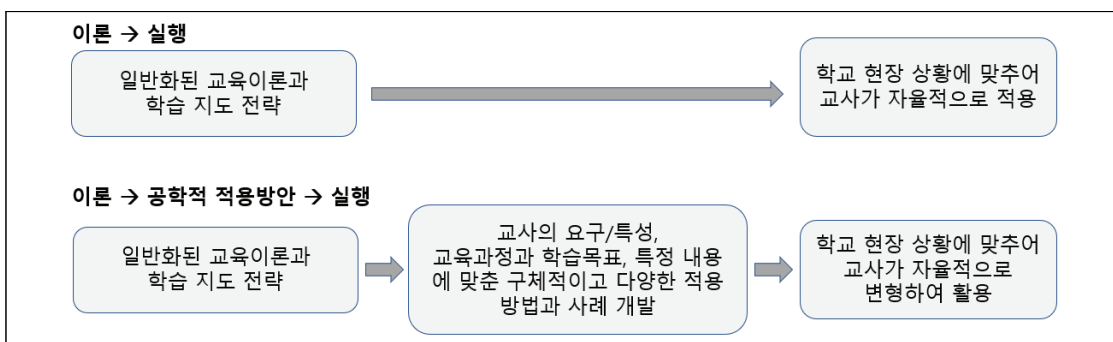 이론 → 실행
일반화된 교육이론과
학습 지도 전략
학교 현장 상황에 맞추어
교사가 자율적으로 적용
이론 → 공학적 적용방안 → 실행
일반화된 교육이론과
학습 지도 전략
교사의 요구/특성,
교육과정과 학습목표, 특정 내용
에 맞춘 구체적이고 다양한 적용
방법과 사례 개발
학교 현장 상황에 맞추어
교사가 자율적으로
변형하여 활용